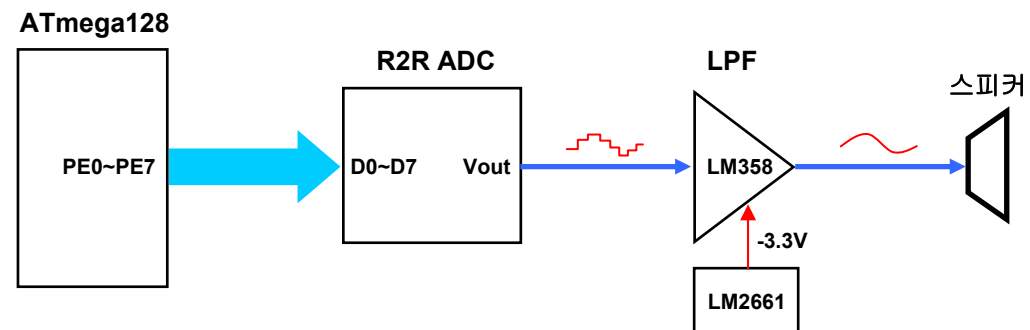 ATmega128
R2R ADC
LPF
스피커
PE0~PE7
D0~D7
Vout
LM358
-3.3V
LM2661